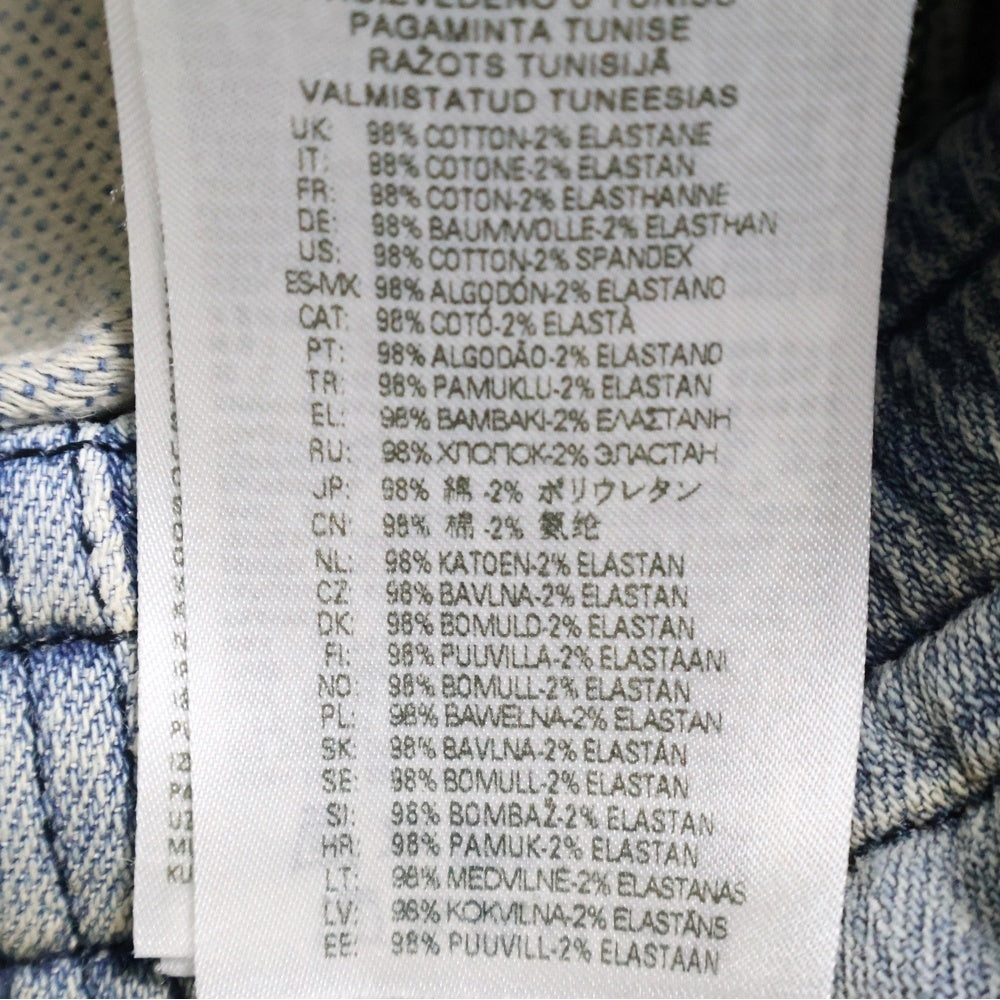 PAGAMINTA TUNISE
RAŽOTS TUNISIJĀ
VALMISTATUD TUNEESIAS
UK: 98% COTTON-2% ELASTANE
IT: 98% COTONE-2% ELASTAN
FR: 98% COTON-2% ELASTHANNE
DE: 98% BAUMWOLLE-2% ELASTHAN
US: 98% COTTON-2% SPANDEX
ES-MX: 98% ALGODÓN-2% ELASTANO
CAT: 98% COTÓ-2% ELASTÀ
PT: 98% ALGODÃO-2% ELASTANO
TR: 98% PAMUKLU-2% ELASTAN
EL: 98% ΒΑΜΒΑΚΙ-2% ΕΛΑΣΤΑΝΗ
RU: 98% ХЛОПОК-2% ЭЛАСТАН
JP: 98% 綿 -2% ポリウレタン
CN: 98% 棉 -2% 氨纶
NL: 98% KATOEN-2% ELASTAN
CZ: 98% BAVLNA-2% ELASTAN
DK: 98% BOMULD-2% ELASTAN
FI: 98% PUUVILLA-2% ELASTAANI
NO: 98% BOMULL-2% ELASTAN
PL: 98% BAWEŁNA-2% ELASTAN
SK: 98% BAVLNA-2% ELASTAN
SE: 98% BOMULL-2% ELASTAN
SI: 98% BOMBAŽ-2% ELASTAN
HR: 98% PAMUK-2% ELASTAN
LT: 98% MEDVILNĖ-2% ELASTANAS
LV: 98% KOKVILNA-2% ELASTĀNS
EE: 98% PUUVILL-2% ELASTAAN